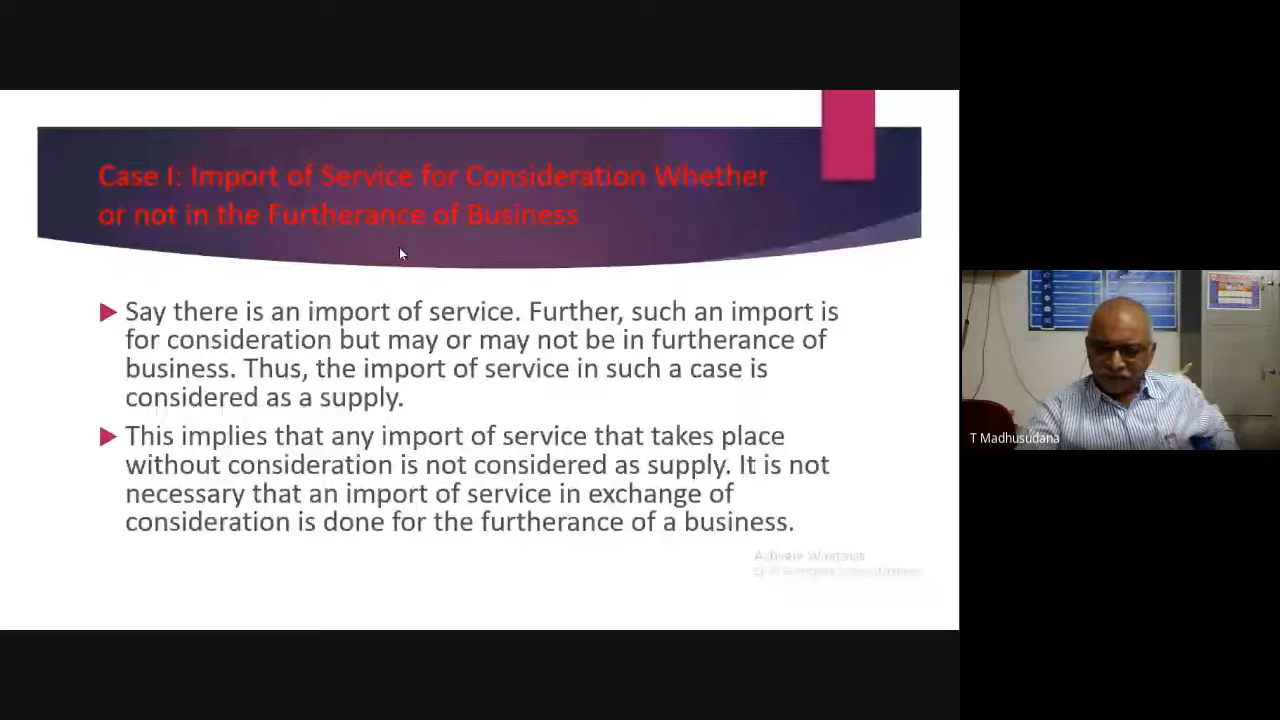 Case I: Import of Service for Consideration Whether
or not in the Furtherance of Business
Say there is an import of service. Further, such an import is
for consideration but may or may not be in furtherance of
business. Thus, the import of service in such a case is
considered as a supply.
This implies that any import of service that takes place
without consideration is not considered as supply. It is not
necessary that an import of service in exchange of
consideration is done for the furtherance of a business.
T Madhusudana